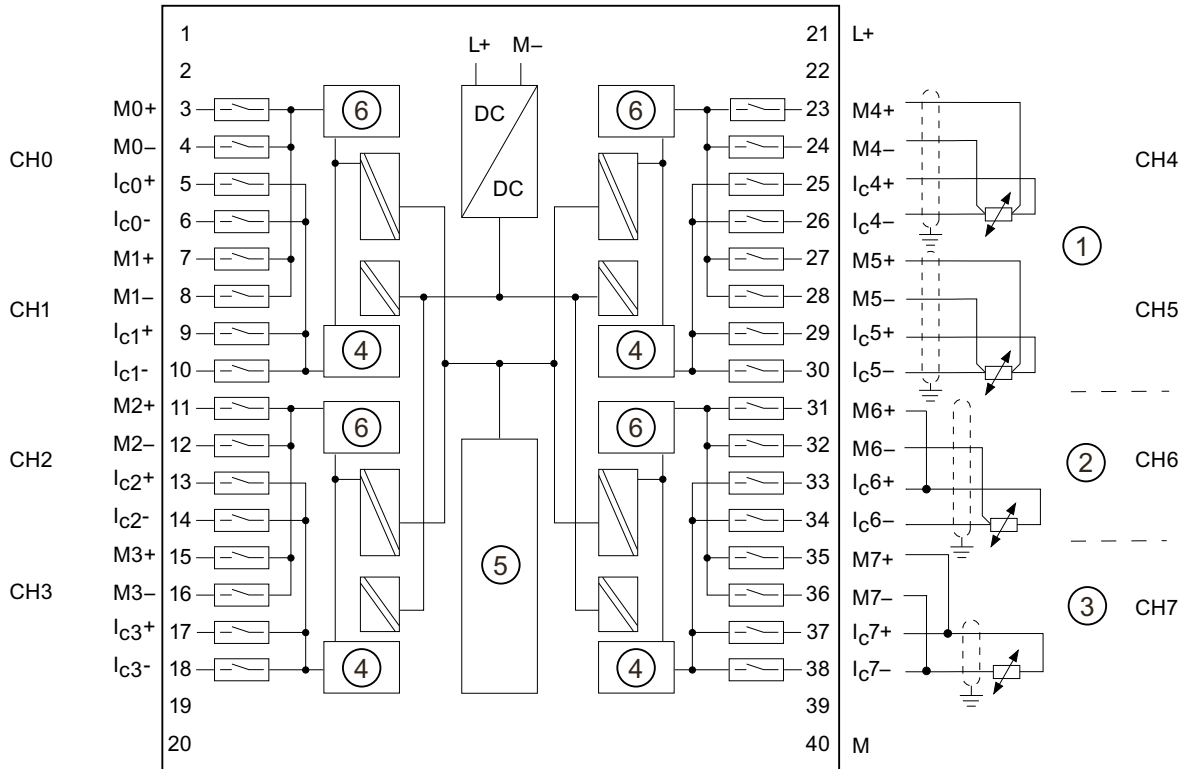 1 21 L+
L+ M–
2 22
M0+ 3 ⑥ ⑥ 23 M4+
DC
CH0 M0– 4 24 M4– CH4
Ic0+ 5 25 Ic4+
DC
Ic0- 6 26 Ic4–
①
M1+ 7 27 M5+
CH1 M1– 8 28 M5– CH5
Ic1+ 9 29 Ic5+
④ ④
Ic1- 10 30 Ic5–
M2+ 11 31 M6+
⑥ ⑥
CH2 M2– 12 32 M6– ② CH6
Ic2+ 13 33 Ic6+
Ic2- 14 34 Ic6–
M3+ 15 35 M7+
⑤
CH3 M3– 16 36 M7– ③ CH7
Ic3+ 17 37 Ic7+
Ic3- 18 ④ ④ 38 Ic7–
19 39
20 40 M